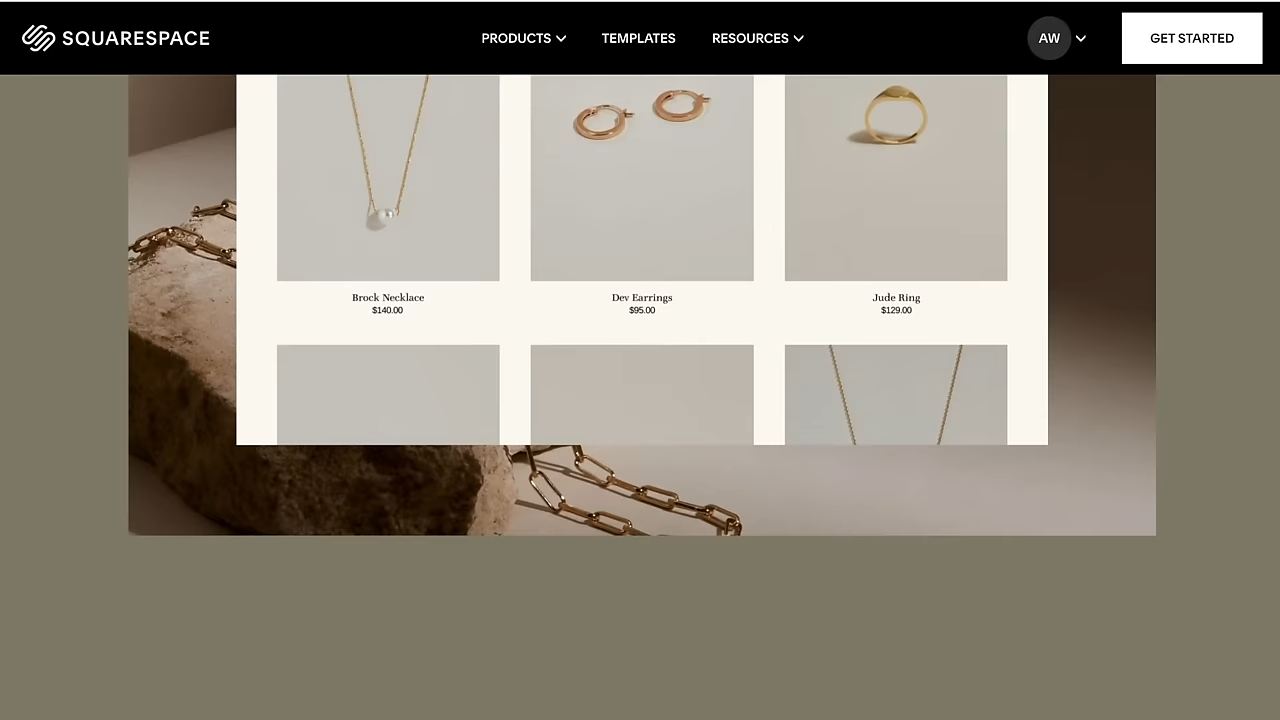 SQUARESPACE
PRODUCTS TEMPLATES RESOURCES
AW
GET STARTED
Brock Necklace
$140.00
Dev Earrings
$95.00
Jude Ring
$129.00